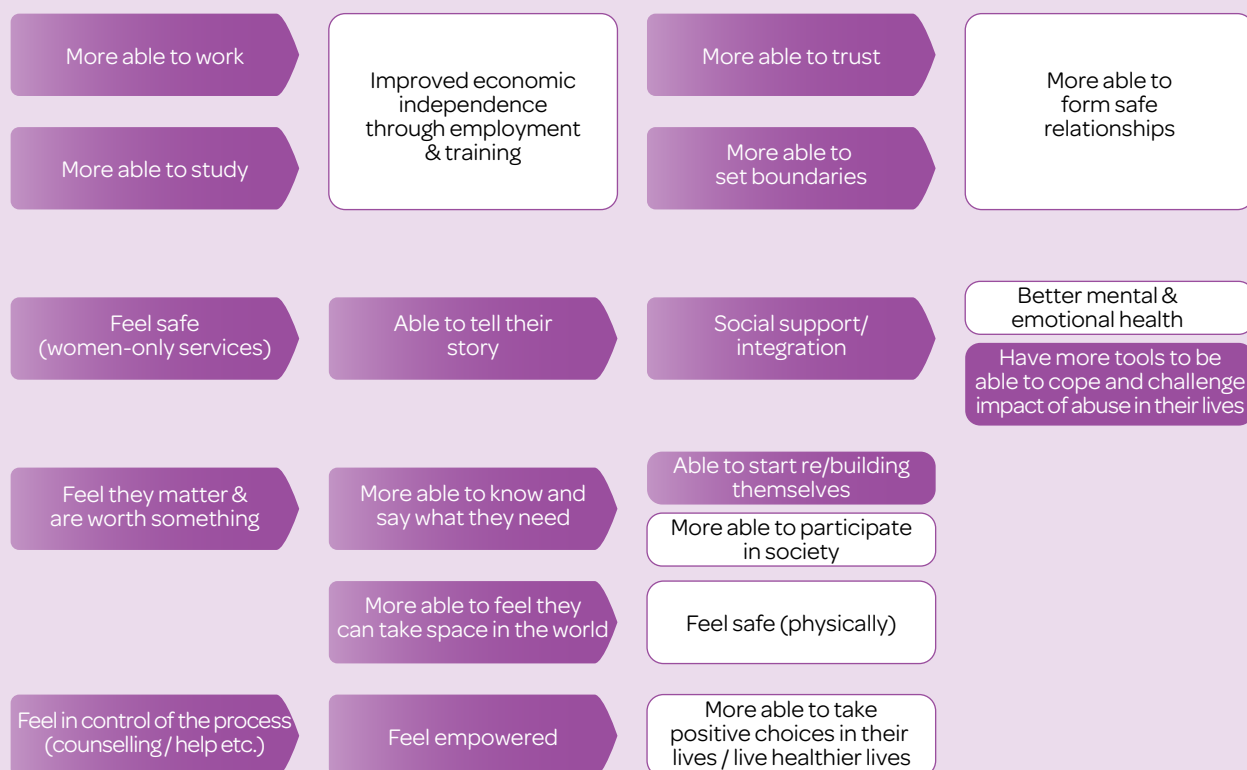 More able to work
More able to study
Improved economic
independence
through employment
& training
More able to trust
More able to
set boundaries
More able to
form safe
relationships
Feel safe
(women-only services)
Able to tell their
story
Social support/
integration
Better mental &
emotional health
Have more tools to be
able to cope and challenge
impact of abuse in their lives
Feel they matter &
are worth something
More able to know and
say what they need
Able to start re/building
themselves
More able to participate
in society
More able to feel they
can take space in the world
Feel safe (physically)
Feel in control of the process
(counselling / help etc.)
Feel empowered
More able to take
positive choices in their
lives / live healthier lives